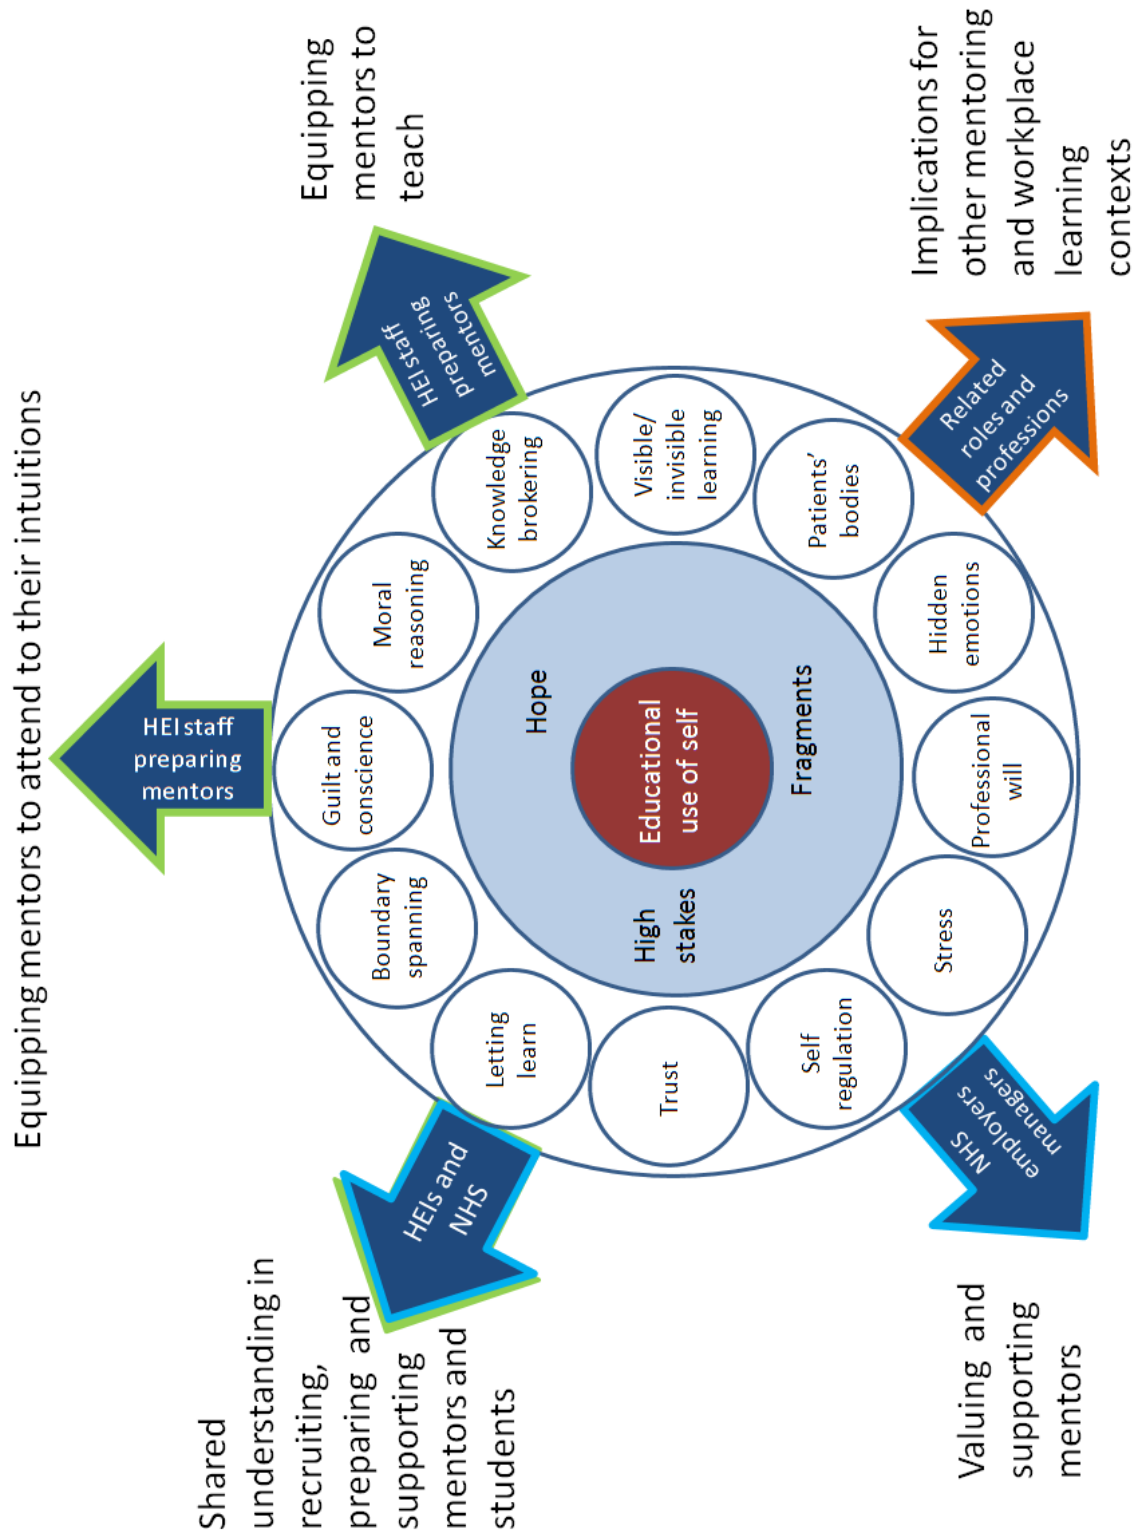 Equipping mentors to attend to their intuitions
HEI staff
preparing
mentors
Equipping
mentors to
teach
HEI staff
preparing
mentors
Shared
understanding in
recruiting,
preparing and
supporting
mentors and
students
HEIs and
NHS
Guilt and
conscience
Moral
reasoning
Knowledge
brokering
Visible/
invisible
learning
Patients'
bodies
Hidden
emotions
Professional
will
Stress
Self
regulation
Trust
Letting
learn
Boundary
spanning
Hope
High
stakes
Fragments
Educational
use of self
Related
roles and
professions
Implications for
other mentoring
and workplace
learning
contexts
NHS
employers
managers
Valuing and
supporting
mentors